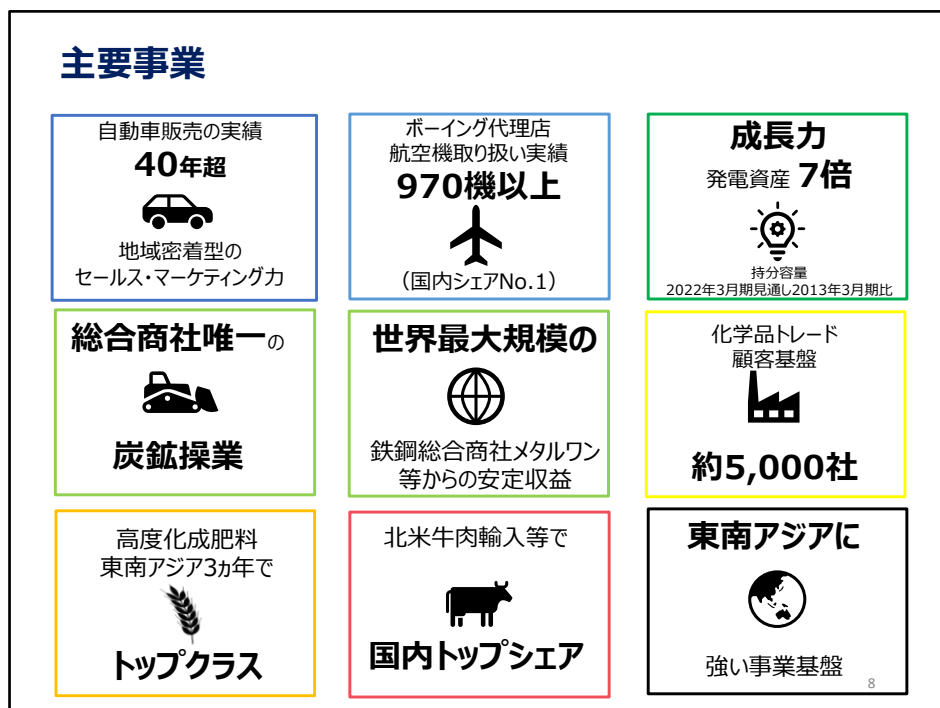 主要事業
自動車販売の実績
40年超
地域密着型の
セールス・マーケティング力
ボーイング代理店
航空機取り扱い実績
970機以上
（国内シェアNo.1）
成長力
発電資産 7倍
持分容量
2022年3月期見通し2013年3月期比
総合商社唯一の
炭鉱操業
世界最大規模の
鉄鋼総合商社メタルワン
等からの安定収益
化学品トレード
顧客基盤
約5,000社
高度化成肥料
東南アジア3ヵ年で
トップクラス
北米牛肉輸入等で
国内トップシェア
東南アジアに
強い事業基盤
8